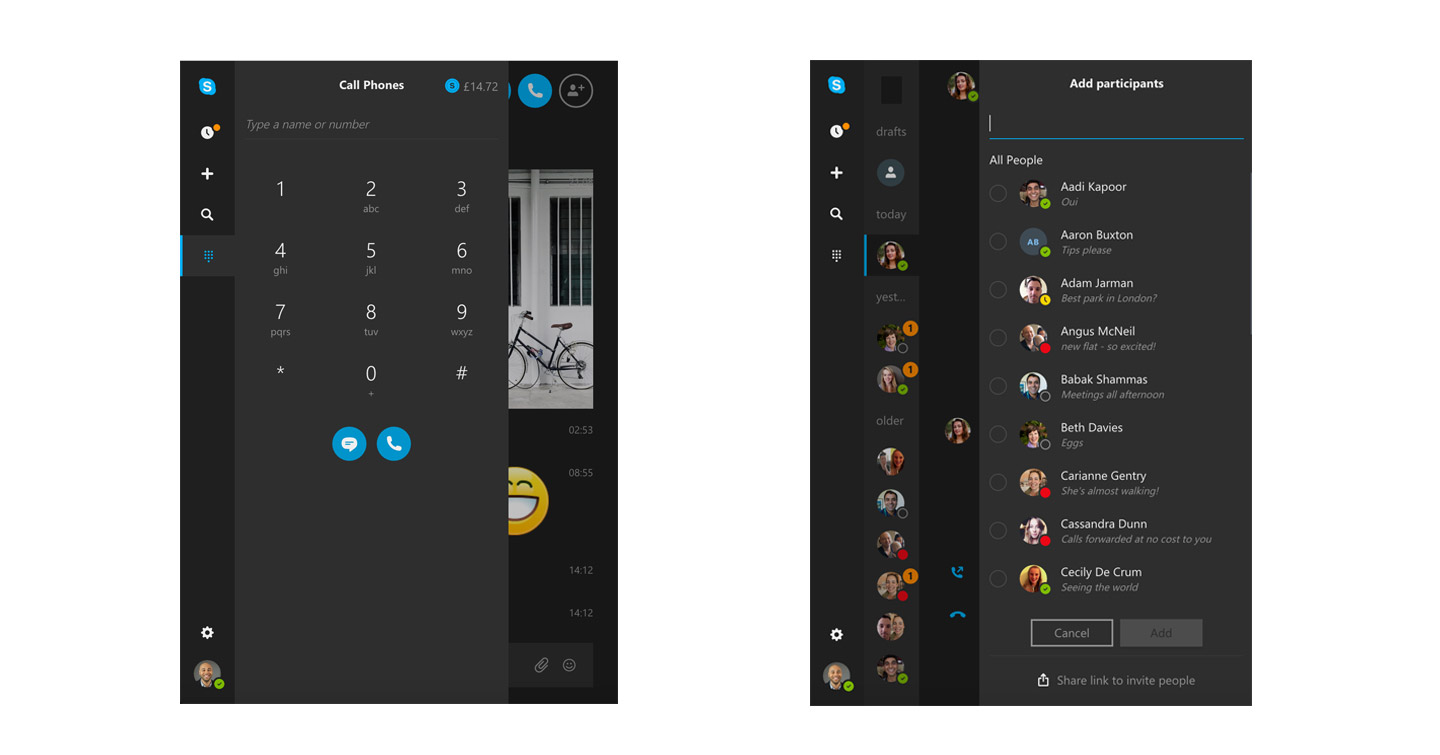 Call Phones
£14.72
Type a name or number
1
2
3
abc
def
4
5
6
ghi
jkl
mno
7
8
9
pqrs
tuv
wxyz
*
0
#
+
02:53
08:55
14:12
14:12
Add participants
drafts
today
yest...
1
1
older
1
All People
Aadi Kapoor
Oui
AB
Aaron Buxton
Tips please
Adam Jarman
Best park in London?
Angus McNeil
new flat - so excited!
Babak Shammas
Meetings all afternoon
Beth Davies
Eggs
Carianne Gentry
She's almost walking!
Cassandra Dunn
Calls forwarded at no cost to you
Cecily De Crum
Seeing the world
Cancel
Add
Share link to invite people